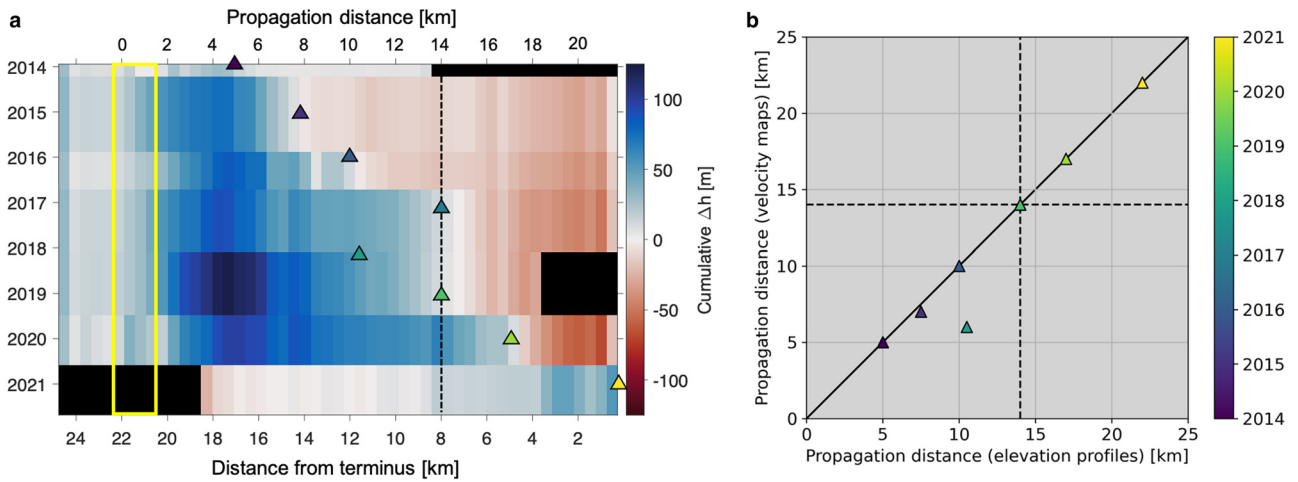 a
Propagation distance [km]
0 2 4 6 8 10 12 14 16 18 20
2014
2015
2016
2017
2018
2019
2020
2021
24 22 20 18 16 14 12 10 8 6 4 2
Distance from terminus [km]
100
50
0
-50
-100
Cumulative Δh [m]
b
Propagation distance (velocity maps) [km]
25
20
15
10
5
0
0 5 10 15 20 25
Propagation distance (elevation profiles) [km]
2021
2020
2019
2018
2017
2016
2015
2014